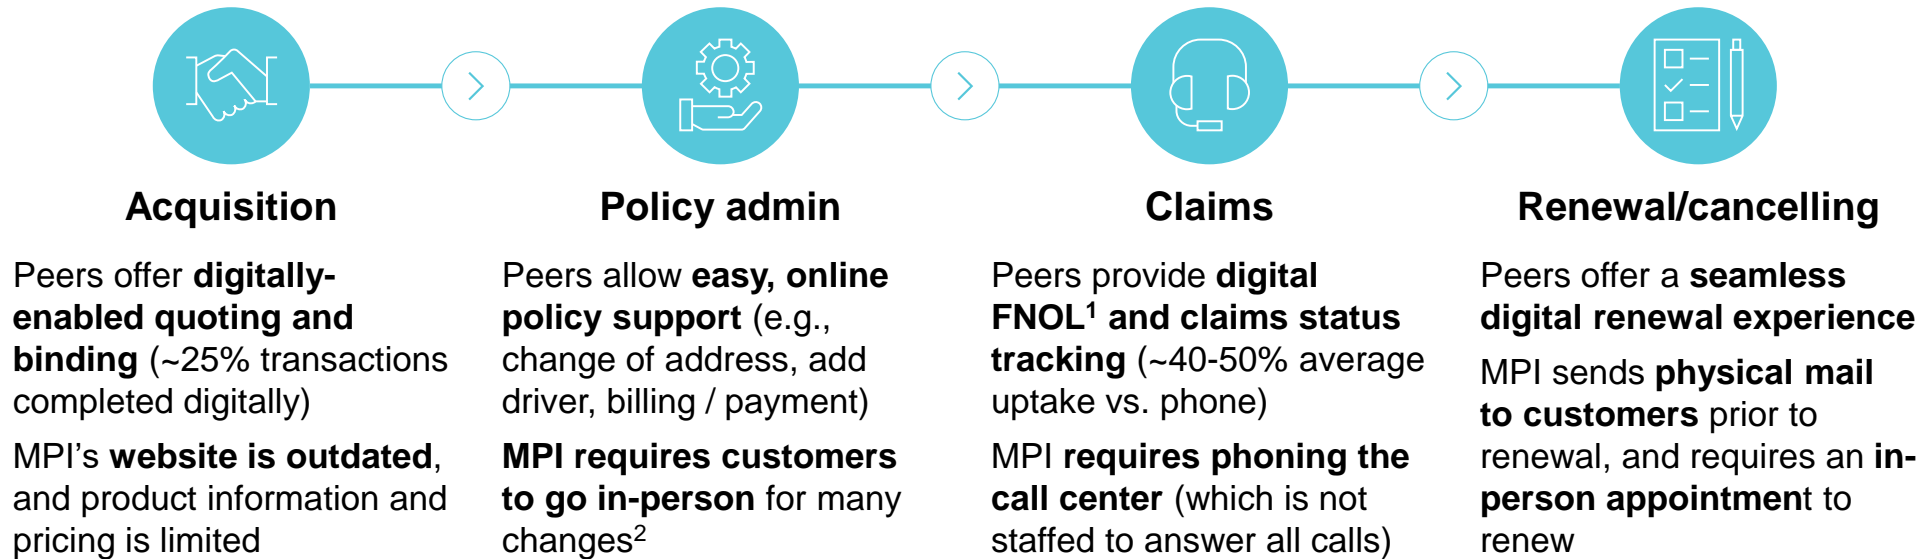 Acquisition
Peers offer digitally-
enabled quoting and
binding (~25% transactions
completed digitally)
MPI’s website is outdated,
and product information and
pricing is limited
Policy admin
Peers allow easy, online
policy support (e.g.,
change of address, add
driver, billing / payment)
MPI requires customers
to go in-person for many
changes²
Claims
Peers provide digital
FNOL¹ and claims status
tracking (~40-50% average
uptake vs. phone)
MPI requires phoning the
call center (which is not
staffed to answer all calls)
Renewal/cancelling
Peers offer a seamless
digital renewal experience
MPI sends physical mail
to customers prior to
renewal, and requires an in-
person appointment to
renew